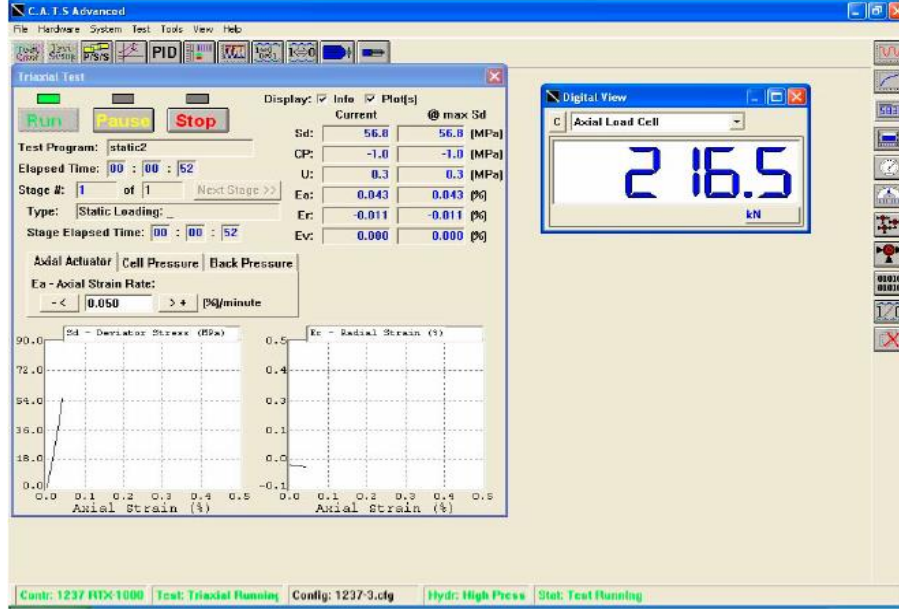 C.A.T.S Advanced
File Hardware System Test Tools View Help
P/S/S PID
Triaxial Test
Run Pause Stop
Display: Info Plot[s]
Current @ max Sd
Sd: 56.8 56.8 [MPa]
CP: -1.0 -1.0 [MPa]
U: 0.3 0.3 [MPa]
Ea: 0.043 0.043 [%]
Er: -0.011 -0.011 [%]
Ev: 0.000 0.000 [%]
Test Program: static2
Elapsed Time: 00 : 00 : 52
Stage #: 1 of 1 Next Stage >>
Type: Static Loading: _
Stage Elapsed Time: 00 : 00 : 52
Axial Actuator Cell Pressure Back Pressure
Ea - Axial Strain Rate:
- < 0.050 > + [%]/minute
Sd - Deviator Stress (MPa)
90.0
72.0
54.0
36.0
18.0
0.0
0.0 0.1 0.2 0.3 0.4 0.5
Axial Strain (%)
Er - Radial Strain (%)
0.5
0.4
0.3
0.1
0.0
-0.1
0.0 0.1 0.2 0.3 0.4 0.5
Axial Strain (%)
Digital View
C Axial Load Cell
216.5
kN
Contr: 1237 RTX-1000 Test: Triaxial Running Config: 1237-3.cfg Hydr: High Press Stat: Test Running